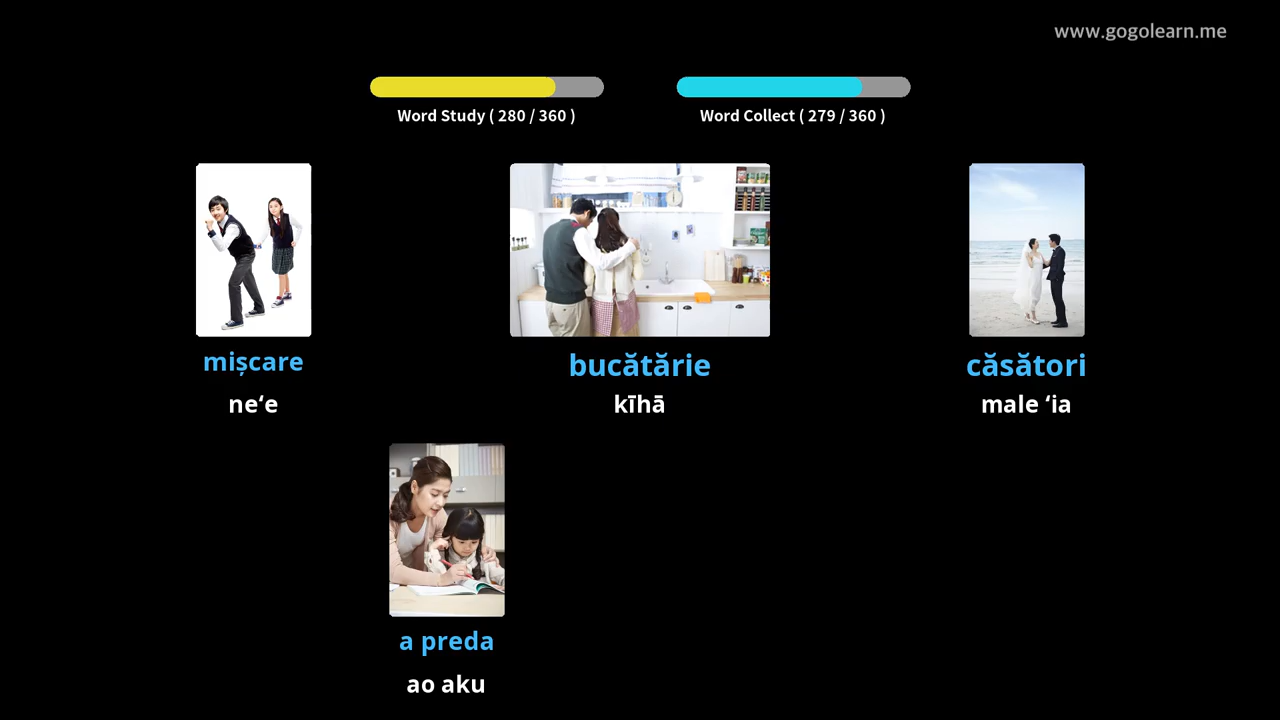 www.gogolearn.me
Word Study ( 280 / 360 )
Word Collect ( 279 / 360 )
mișcare
bucătărie
căsători
neʻe
kīhā
male ʻia
a preda
ao aku